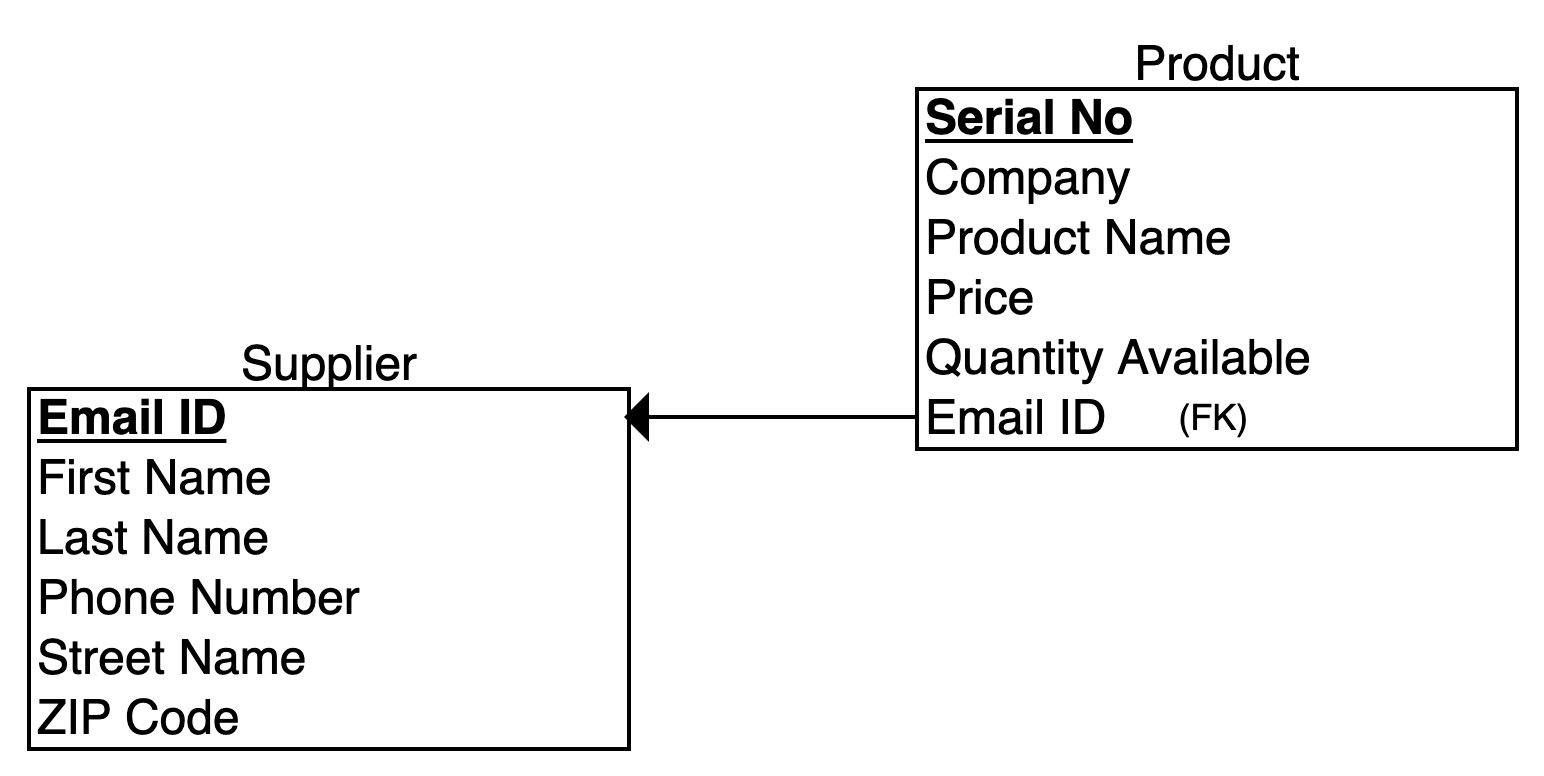 Product
Serial No
Company
Product Name
Price
Quantity Available
Email ID (FK)
Supplier
Email ID
First Name
Last Name
Phone Number
Street Name
ZIP Code